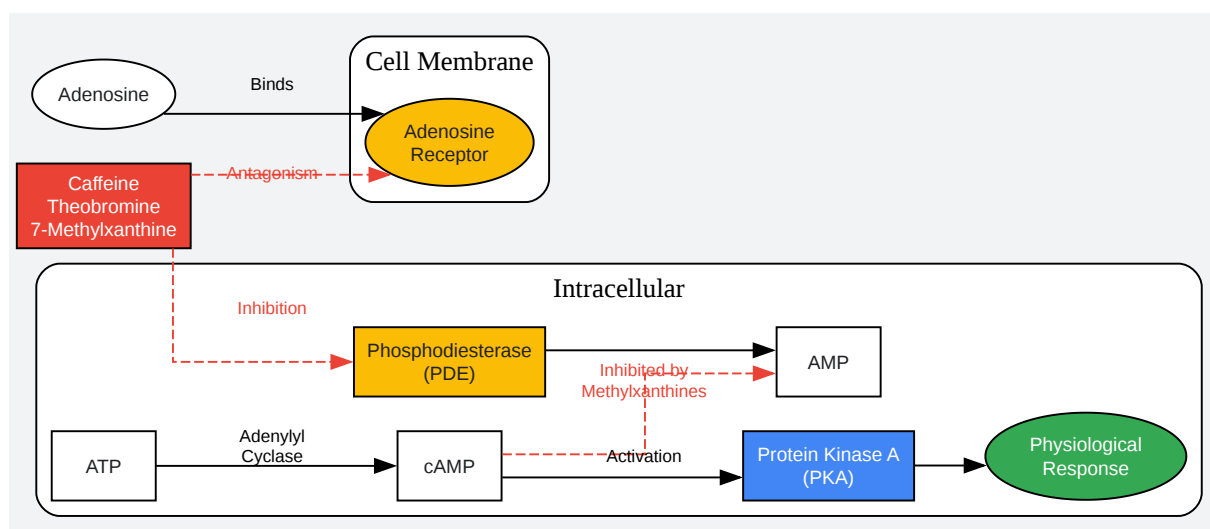 Cell Membrane
Adenosine
Binds
Adenosine
Receptor
Antagonism
Caffeine
Theobromine
7-Methylxanthine
Intracellular
Inhibition
Phosphodiesterase
(PDE)
AMP
Inhibited by
Methylxanthines
ATP
Adenylyl
Cyclase
cAMP
Activation
Protein Kinase A
(PKA)
Physiological
Response